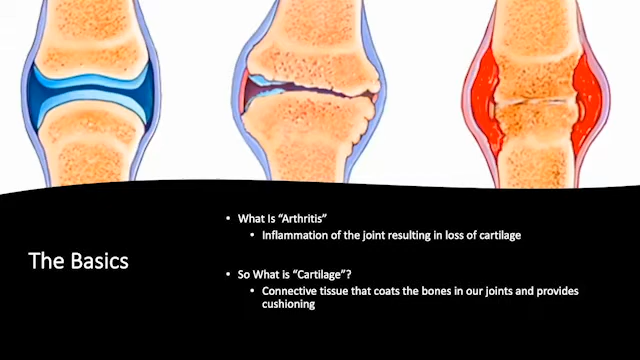 The Basics
• What Is “Arthritis”
• Inflammation of the joint resulting in loss of cartilage
• So What is “Cartilage”?
• Connective tissue that coats the bones in our joints and provides
cushioning